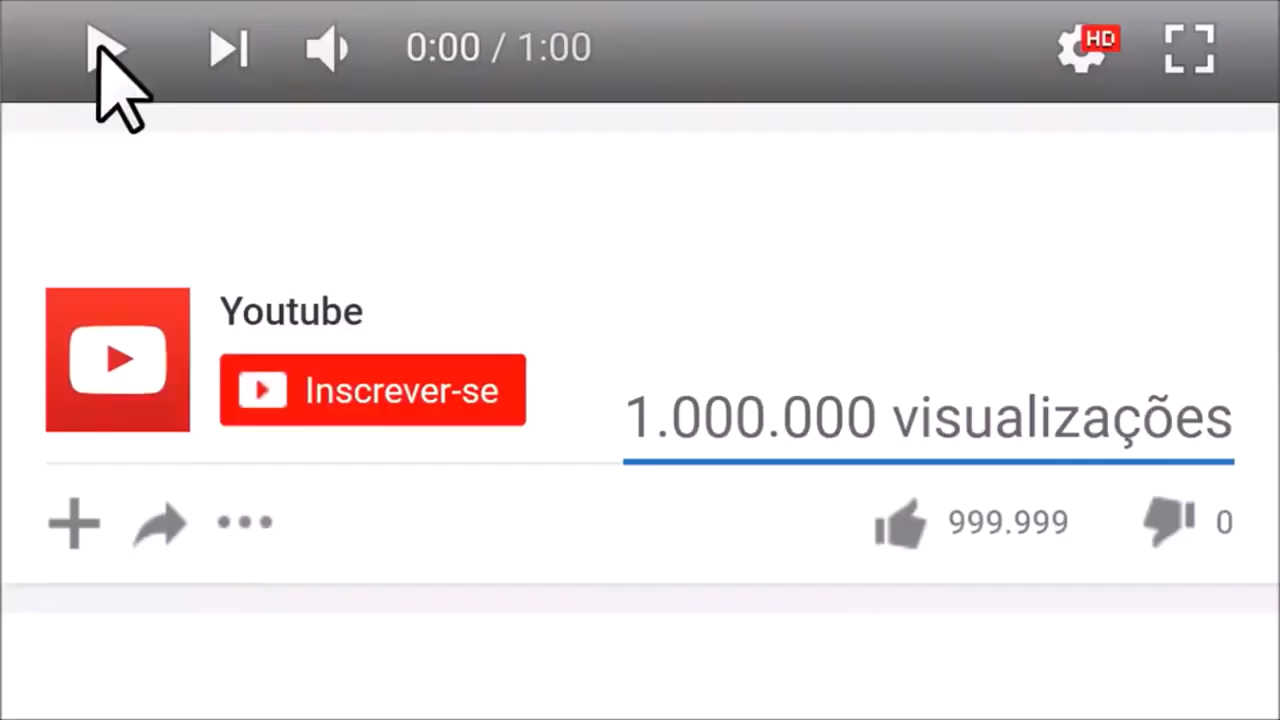 0:00 / 1:00
HD
Youtube
Inscrever-se
1.000.000 visualizações
999.999
0